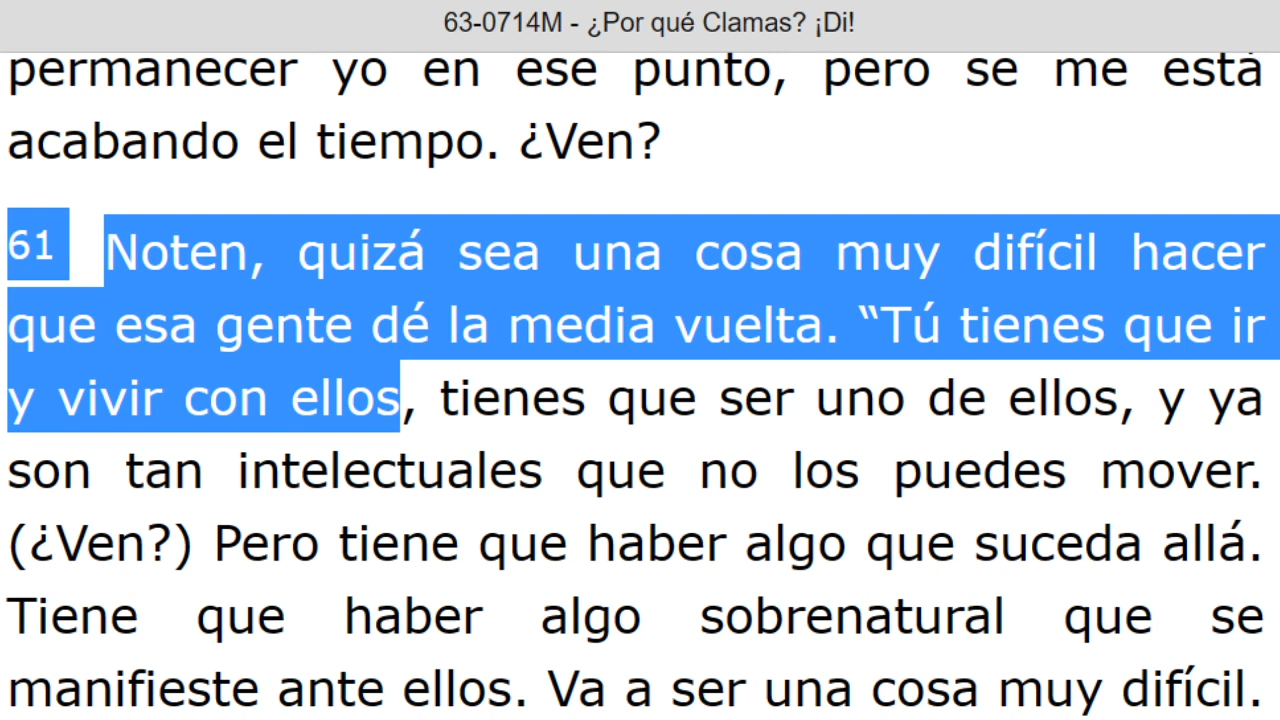 63-0714M - ¿Por qué Clamas? ¡Di!
permanecer yo en ese punto, pero se me está
acabando el tiempo. ¿Ven?
61 Noten, quizá sea una cosa muy difícil hacer
que esa gente dé la media vuelta. “Tú tienes que ir
y vivir con ellos, tienes que ser uno de ellos, y ya
son tan intelectuales que no los puedes mover.
(¿Ven?) Pero tiene que haber algo que suceda allá.
Tiene que haber algo sobrenatural que se
manifieste ante ellos. Va a ser una cosa muy difícil.